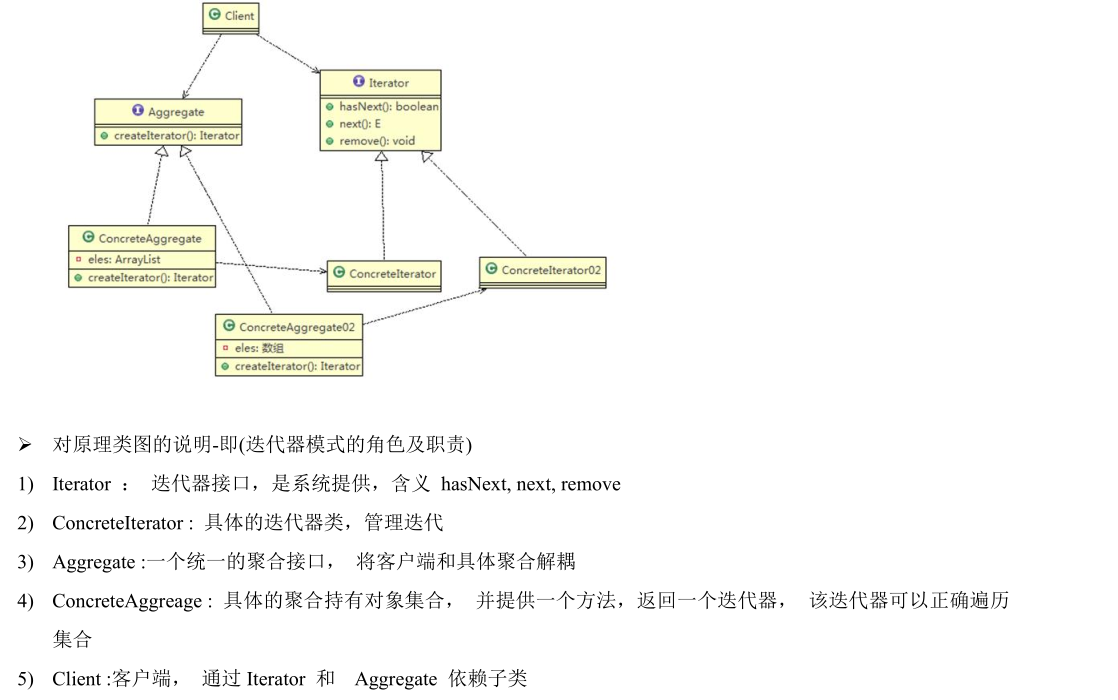 Client
Iterator
hasNext(): boolean
next(): E
remove(): void
Aggregate
createIterator(): Iterator
ConcreteAggregate
eles: ArrayList
createIterator(): Iterator
ConcreteIterator
ConcreteIterator02
ConcreteAggregate02
eles: 数组
createIterator(): Iterator
➢ 对原理类图的说明-即(迭代器模式的角色及职责)
1) Iterator ： 迭代器接口，是系统提供，含义 hasNext, next, remove
2) ConcreteIterator : 具体的迭代器类，管理迭代
3) Aggregate :一个统一的聚合接口， 将客户端和具体聚合解耦
4) ConcreteAggreage : 具体的聚合持有对象集合， 并提供一个方法，返回一个迭代器， 该迭代器可以正确遍历
集合
5) Client :客户端， 通过 Iterator 和 Aggregate 依赖子类